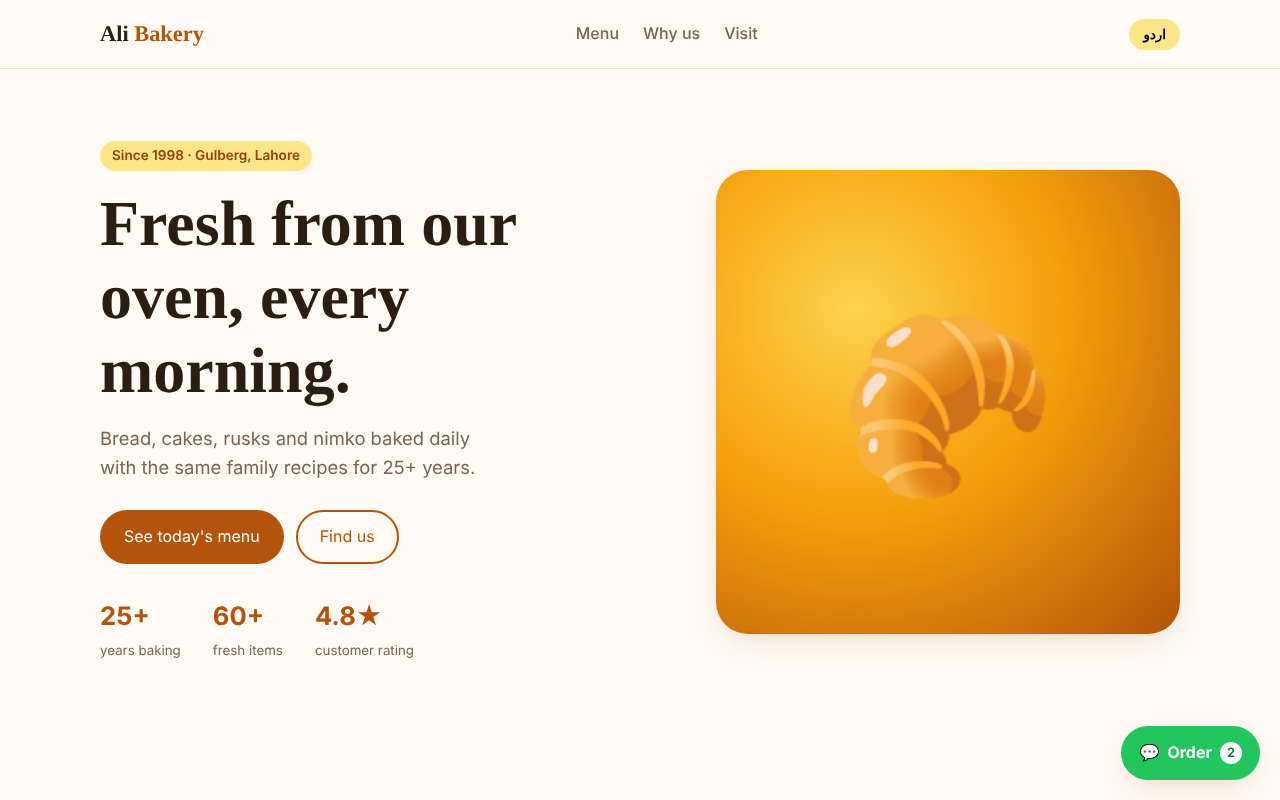 Ali Bakery
Menu
Why us
Visit
اردو
Since 1998 · Gulberg, Lahore
Fresh from our
oven, every
morning.
Bread, cakes, rusks and nimko baked daily
with the same family recipes for 25+ years.
See today's menu
Find us
25+
years baking
60+
fresh items
4.8★
customer rating
💬 Order 2